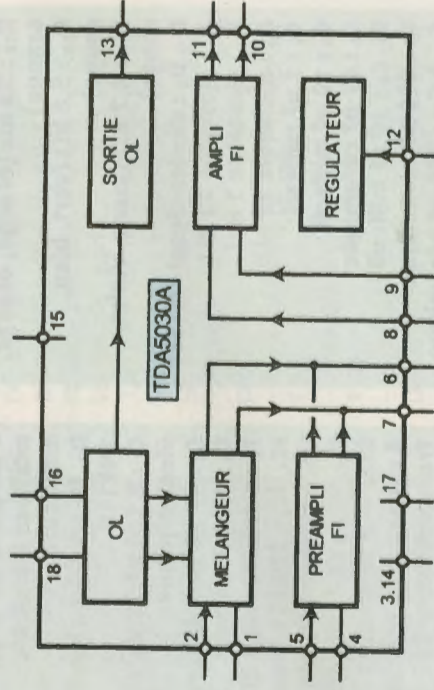 13
11
10
SORTIE
OL
AMPLI
FI
REGULATEUR
12
15
TDA5030A
9
8
16
18
OL
MELANGEUR
PREAMPLI
FI
6
7
17
3.14
2
1
5
4